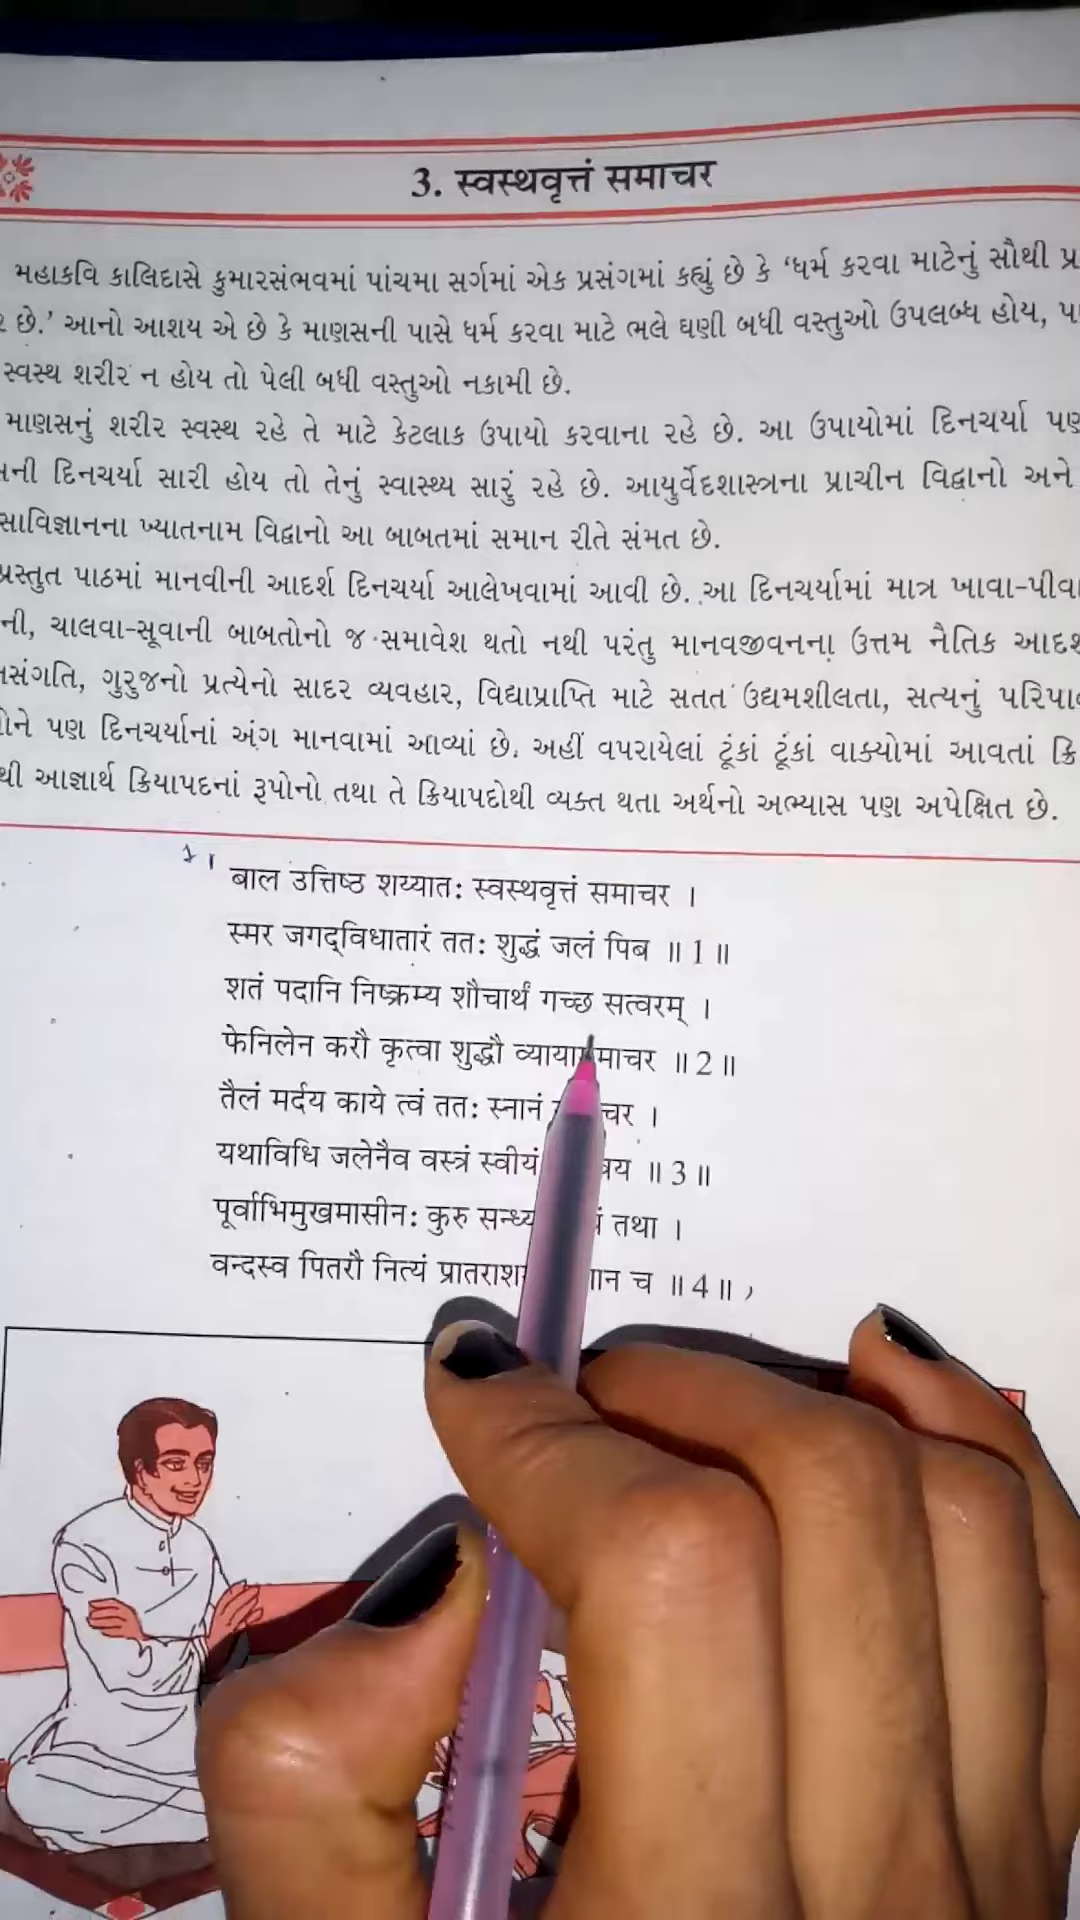 3. स्वस्थवृत्तं समाचर
મહાકવિ કાલિદાસે કુમારસંભવમાં પાંચમા સર્ગમાં એક પ્રસંગમાં કહ્યું છે કે ‘ધર્મ કરવા માટેનું સૌથી
છે.’ આનો આશય એ છે કે માણસની પાસે ધર્મ કરવા માટે ભલે ઘણી બધી વસ્તુઓ ઉપલબ્ધ હોય,
સ્વસ્થ શરીર ન હોય તો પેલી બધી વસ્તુઓ નકામી છે.
માણસનું શરીર સ્વસ્થ રહે તે માટે કેટલાક ઉપાયો કરવાના રહે છે. આ ઉપાયોમાં દિનચર્યા પણ
દિનચર્યા સારી હોય તો તેનું સ્વાસ્થ્ય સારું રહે છે. આયુર્વેદશાસ્ત્રના પ્રાચીન વિદ્વાનો અને
ખ્યાતનામ વિદ્વાનો આ બાબતમાં સમાન રીતે સંમત છે.
પ્રસ્તુત પાઠમાં માનવીની આદર્શ દિનચર્યા આલેખવામાં આવી છે. આ દિનચર્યામાં માત્ર
ચાલવા-સૂવાની બાબતોનો જ સમાવેશ થતો નથી પરંતુ માનવજીવનના ઉત્તમ નૈતિક
ગુરુજનો પ્રત્યેનો સાદર વ્યવહાર, વિદ્યાપ્રાપ્તિ માટે સતત ઉદ્યમશીલતા, સત્યનું
પણ દિનચર્યાનાં અંગ માનવામાં આવ્યાં છે. અહીં વપરાયેલાં ટૂંકાં ટૂંકાં વાક્યોમાં આવતાં
આજ્ઞાર્થ ક્રિયાપદનાં રૂપોનો તથા તે ક્રિયાપદોથી વ્યક્ત થતા અર્થનો અભ્યાસ પણ અપેક્ષિત છે.
बाल उत्तिष्ठ शय्यातः स्वस्थवृत्तं समाचर ।
स्मर जगद्विधातारं ततः शुद्धं जलं पिब ॥ 1 ॥
शतं पदानि निष्क्रम्य शौचार्थं गच्छ सत्वरम् ।
फेनिलेन करौ कृत्वा शुद्धौ ॥ 2 ॥
तैलं मर्दय काये त्वं ततः स्नानं ।
यथाविधि जलेनैव वस्त्रं स्वीयं ॥ 3 ॥
पूर्वाभिमुखमासीनः कुरु तथा ।
वन्दस्व पितरौ नित्यं च ॥ 4 ॥